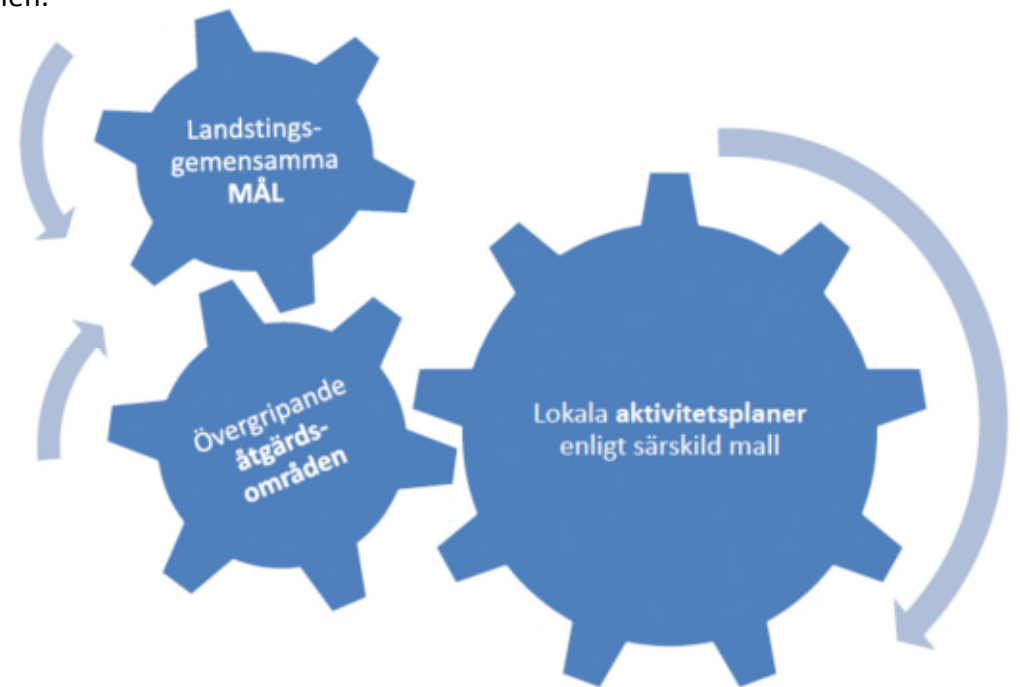 Landstings-
gemensamma
MÅL
Övergripande
åtgärds-
områden
Lokala aktivitetsplaner
enligt särskild mall